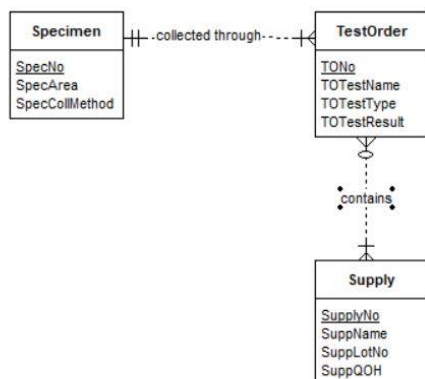 Specimen
SpecNo
SpecArea
SpecCollMethod
collected through
TestOrder
TONo
TOTestName
TOTestType
TOTestResult
contains
Supply
SupplyNo
SuppName
SuppLotNo
SuppQOH